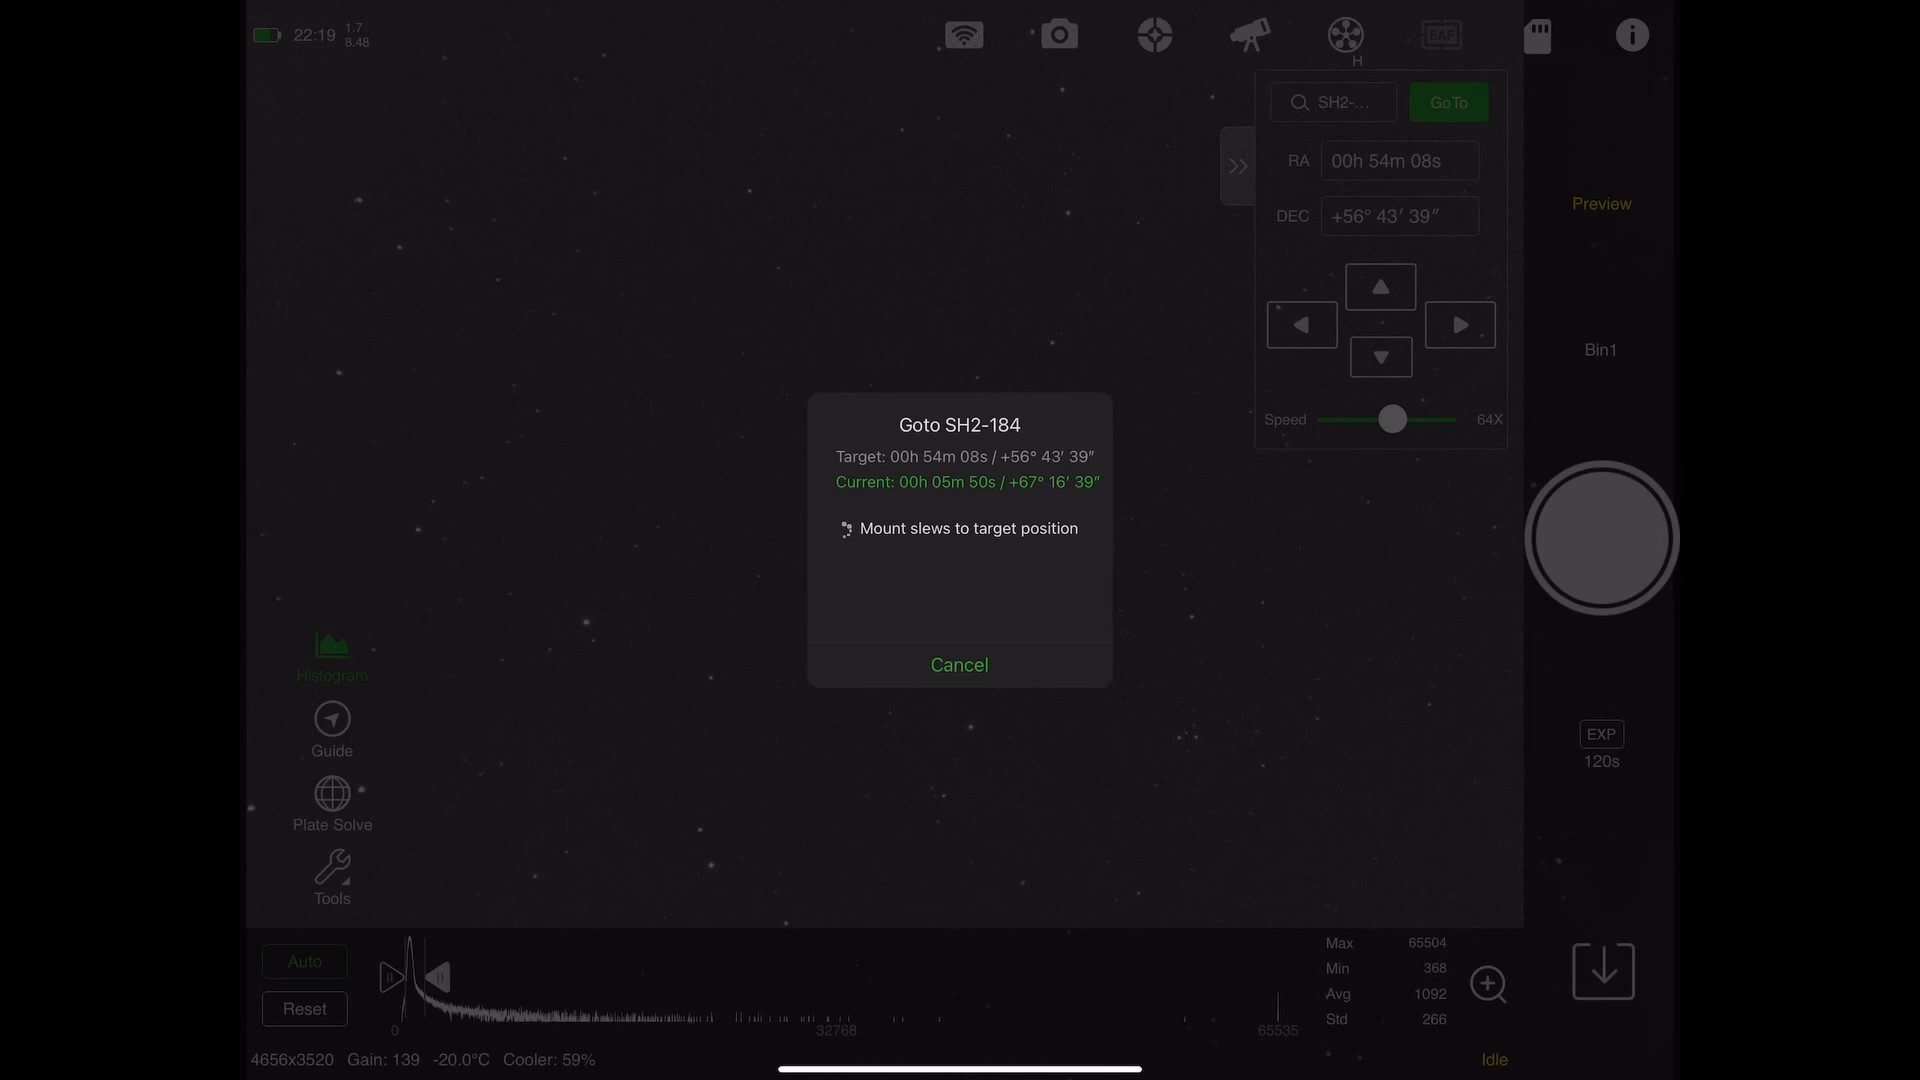 22:19
1.7
8.48
EAF
H
SH2-...
GoTo
RA 00h 54m 08s
DEC +56° 43′ 39″
Speed 64X
Preview
Bin1
EXP
120s
Goto SH2-184
Target: 00h 54m 08s / +56° 43′ 39″
Current: 00h 05m 50s / +67° 16′ 39″
Mount slews to target position
Cancel
Histogram
Guide
Plate Solve
Tools
Auto
Reset
0
32768
65535
Max 65504
Min 368
Avg 1092
Std 266
4656x3520 Gain: 139 -20.0°C Cooler: 59%
Idle